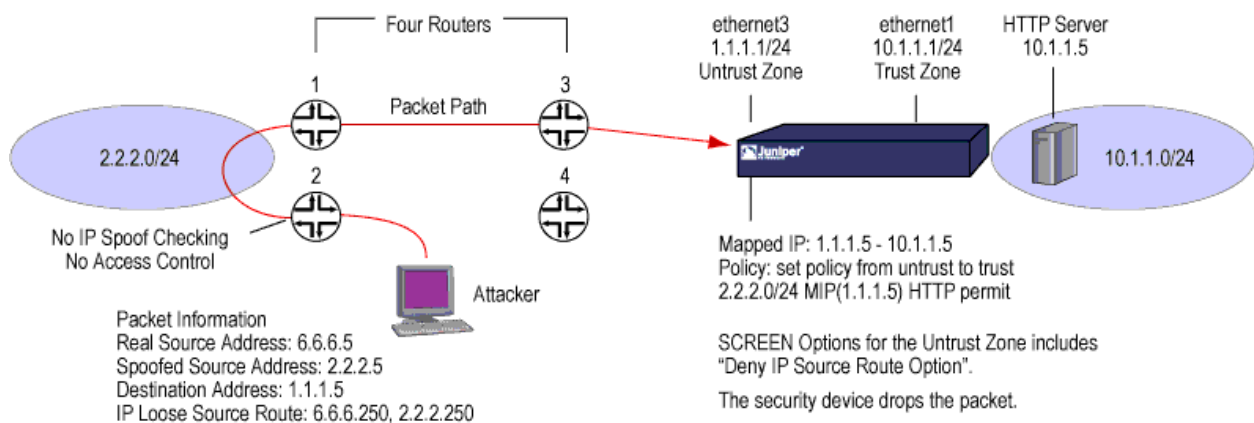 Four Routers
1
3
Packet Path
2.2.2.0/24
2
4
No IP Spoof Checking
No Access Control
Attacker
Packet Information
Real Source Address: 6.6.6.5
Spoofed Source Address: 2.2.2.5
Destination Address: 1.1.1.5
IP Loose Source Route: 6.6.6.250, 2.2.2.250
ethernet3
1.1.1.1/24
Untrust Zone
ethernet1
10.1.1.1/24
Trust Zone
HTTP Server
10.1.1.5
Juniper
10.1.1.0/24
Mapped IP: 1.1.1.5 - 10.1.1.5
Policy: set policy from untrust to trust
2.2.2.0/24 MIP(1.1.1.5) HTTP permit
SCREEN Options for the Untrust Zone includes
“Deny IP Source Route Option”.
The security device drops the packet.